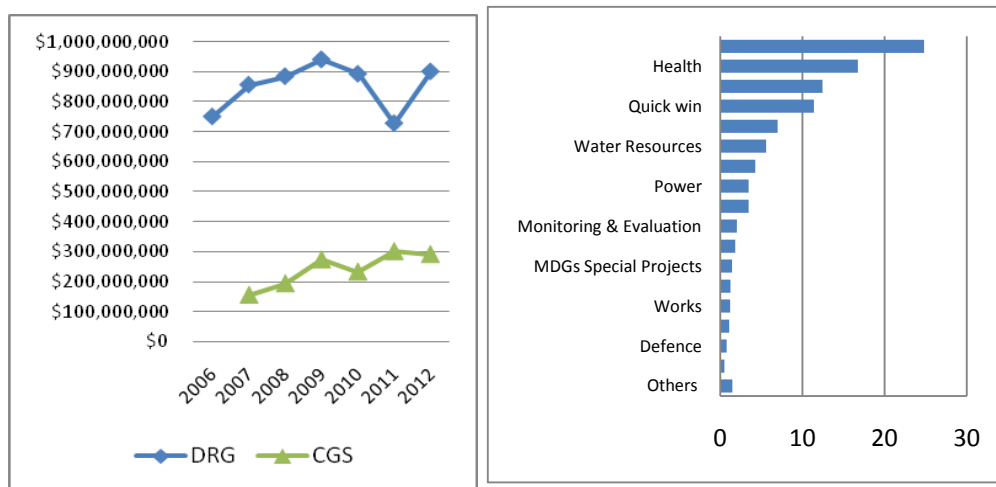 $1,000,000,000
$900,000,000
$800,000,000
$700,000,000
$600,000,000
$500,000,000
$400,000,000
$300,000,000
$200,000,000
$100,000,000
$0
2006 2007 2008 2009 2010 2011 2012
DRG CGS
Health
Quick win
Water Resources
Power
Monitoring & Evaluation
MDGs Special Projects
Works
Defence
Others
0 10 20 30